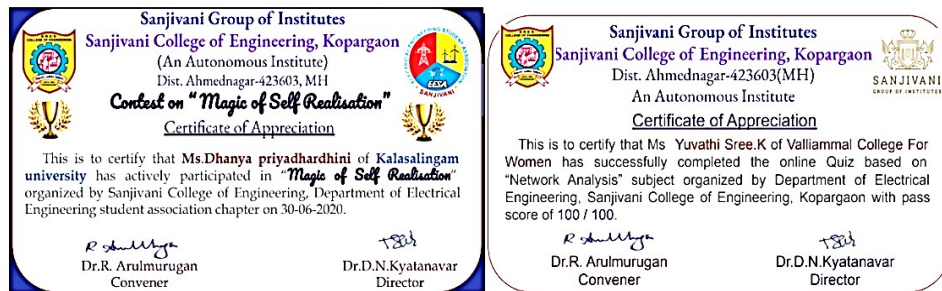 Sanjivani Group of Institutes
Sanjivani College of Engineering, Kopargaon
(An Autonomous Institute)
Dist. Ahmednagar-423603, MH
Contest on “Magic of Self Realisation”
Certificate of Appreciation
This is to certify that Ms.Dhanya priyadhardhini of Kalasalingam
university has actively participated in “Magic of Self Realisation”
organized by Sanjivani College of Engineering, Department of Electrical
Engineering student association chapter on 30-06-2020.
Dr.R. Arulmurugan
Convener
Dr.D.N.Kyatanavar
Director
SANJIVANI
Sanjivani Group of Institutes
Sanjivani College of Engineering, Kopargaon
Dist. Ahmednagar-423603(MH)
An Autonomous Institute
SANJIVANI
GROUP OF INSTITUTES
Certificate of Appreciation
This is to certify that Ms Yuvathi Sree.K of Valliammal College For
Women has successfully completed the online Quiz based on
“Network Analysis” subject organized by Department of Electrical
Engineering, Sanjivani College of Engineering, Kopargaon with pass
score of 100 / 100.
Dr.R. Arulmurugan
Convener
Dr.D.N.Kyatanavar
Director